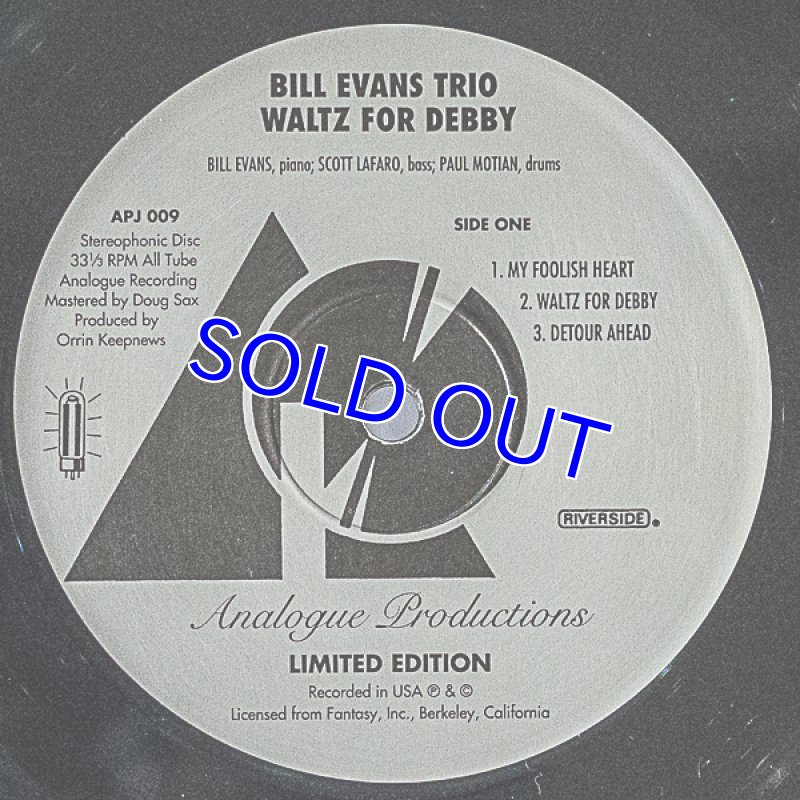 BILL EVANS TRIO
WALTZ FOR DEBBY
BILL EVANS, piano; SCOTT LAFARO, bass; PAUL MOTIAN, drums
APJ 009
Stereophonic Disc
33⅓ RPM All Tube
Analogue Recording
Mastered by Doug Sax
Produced by
Orrin Keepnews
SIDE ONE
1. MY FOOLISH HEART
2. WALTZ FOR DEBBY
3. DETOUR AHEAD
SOLD OUT
RIVERSIDE
Analogue Productions
LIMITED EDITION
Recorded in USA ℗ & ©
Licensed from Fantasy, Inc., Berkeley, California